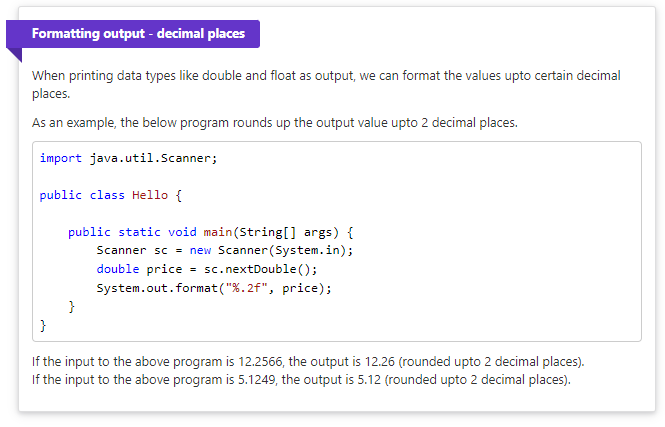 Formatting output - decimal places
When printing data types like double and float as output, we can format the values upto certain decimal
places.
As an example, the below program rounds up the output value upto 2 decimal places.
import java.util.Scanner;
public class Hello {
    public static void main(String[] args) {
        Scanner sc = new Scanner(System.in);
        double price = sc.nextDouble();
        System.out.format("%.2f", price);
    }
}
If the input to the above program is 12.2566, the output is 12.26 (rounded upto 2 decimal places).
If the input to the above program is 5.1249, the output is 5.12 (rounded upto 2 decimal places).